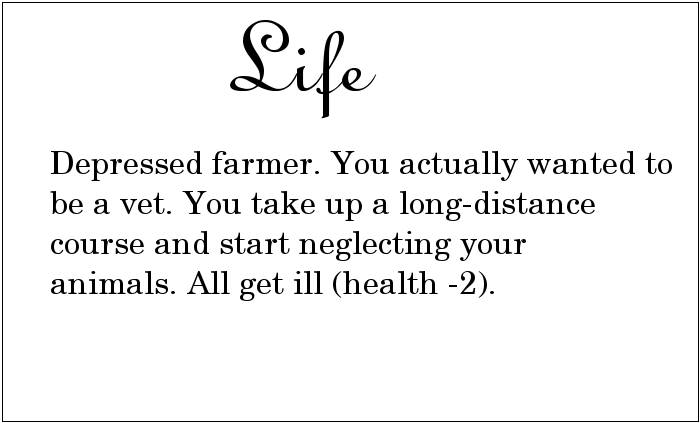 Life
Depressed farmer. You actually wanted to
be a vet. You take up a long-distance
course and start neglecting your
animals. All get ill (health -2).